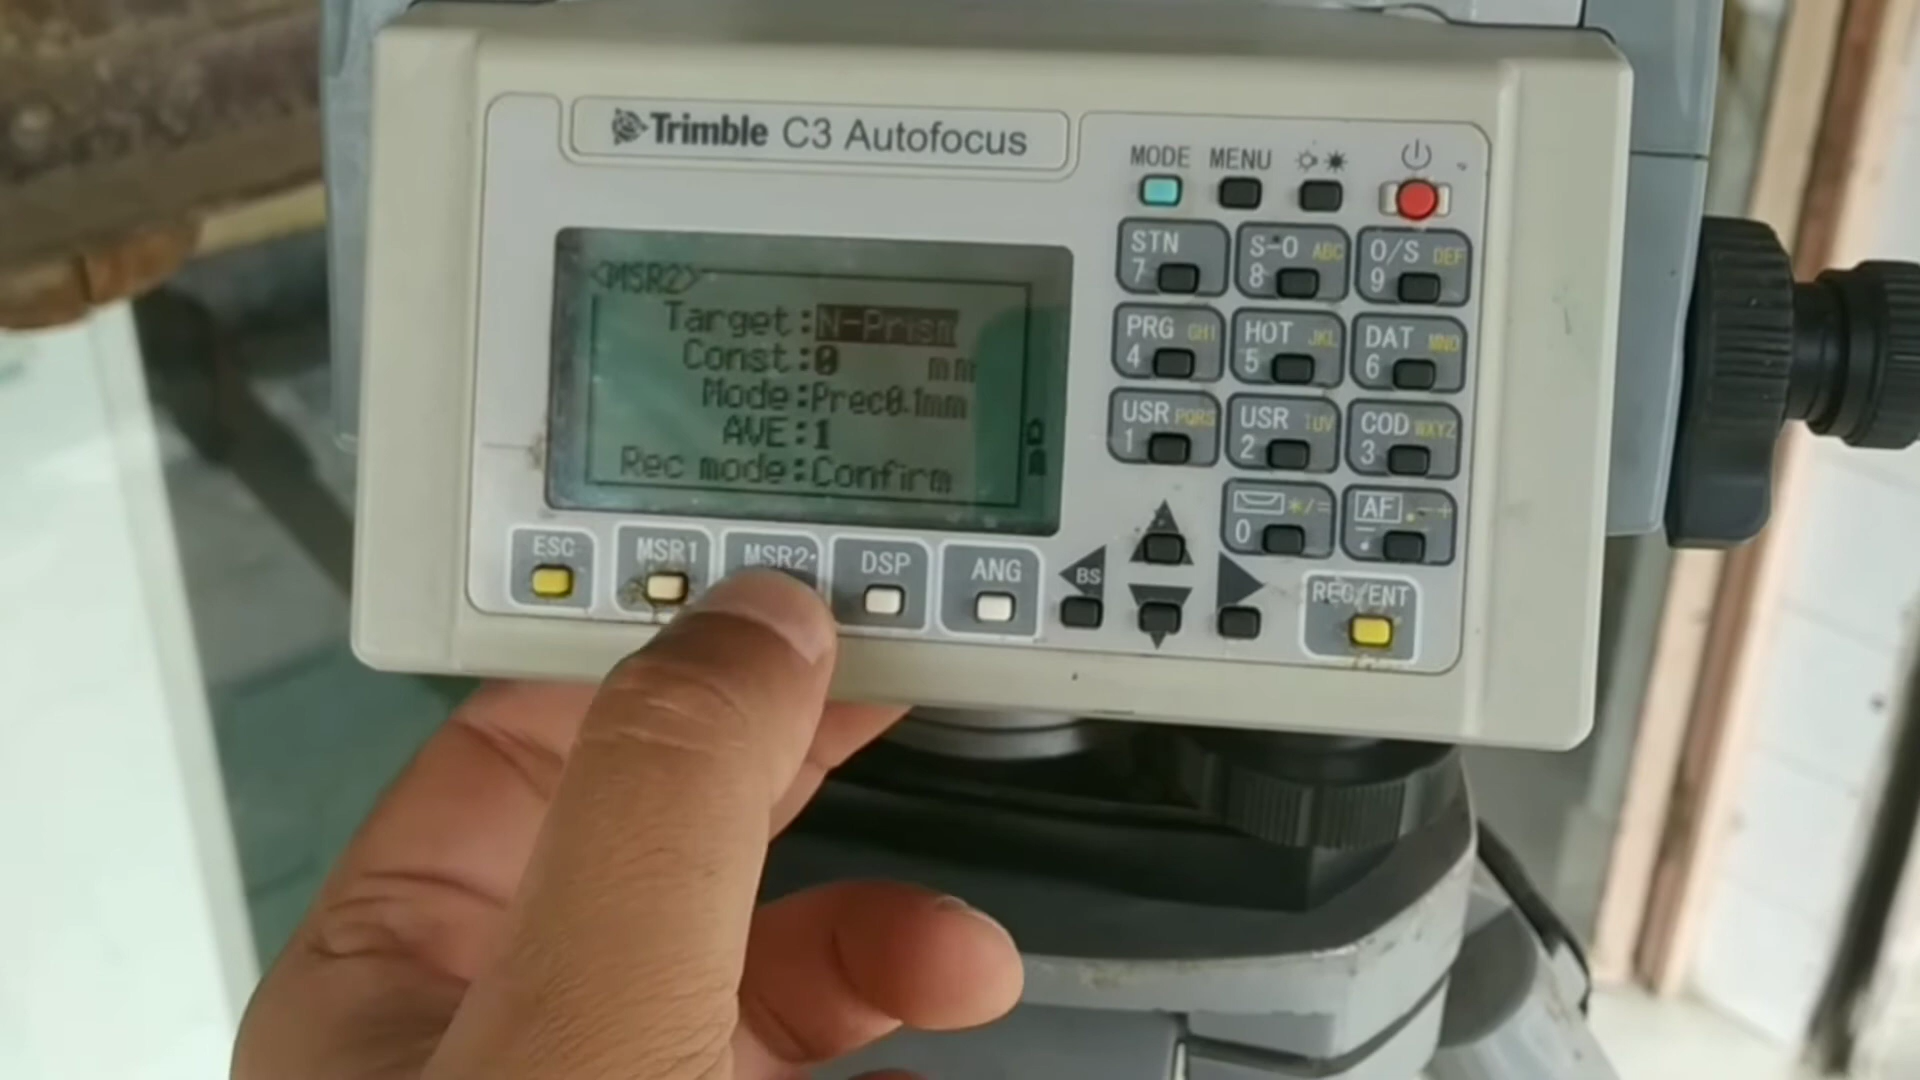 Trimble C3 Autofocus
MODE MENU
<MSR2>
Target:N-Prism
Const:0 mm
Mode:Prec0.1mm
AVE:1
Rec mode:Confirm
STN 7
S-O ABC 8
O/S DEF 9
PRG GHI 4
HOT JKL 5
DAT MNO 6
USR PQRS 1
USR TUV 2
COD WXYZ 3
*/= 0
AF .-+ .
ESC MSR1 MSR2 DSP ANG
BS
REC/ENT